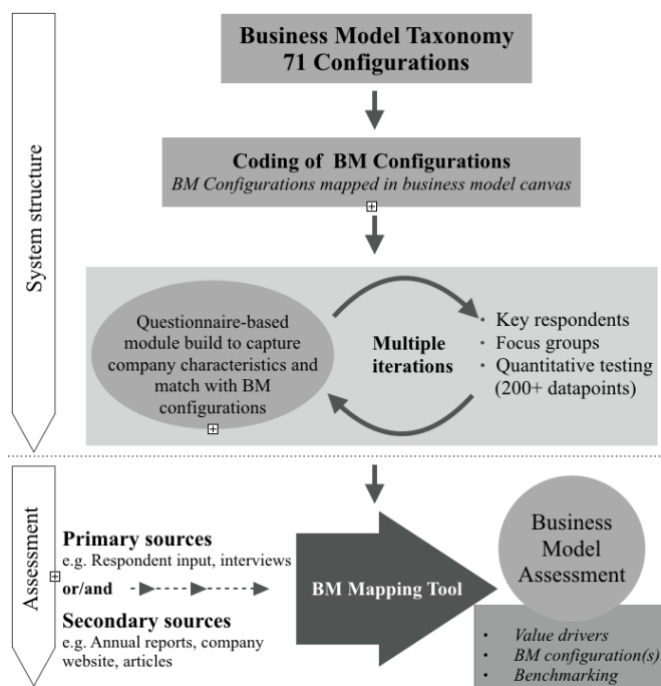 Business Model Taxonomy
71 Configurations
Coding of BM Configurations
BM Configurations mapped in business model canvas
System structure
Questionnaire-based
module build to capture
company characteristics and
match with BM
configurations
Multiple
iterations
· Key respondents
· Focus groups
· Quantitative testing
(200+ datapoints)
Assessment
Primary sources
e.g. Respondent input, interviews
or/and
Secondary sources
e.g. Annual reports, company
website, articles
BM Mapping Tool
Business
Model
Assessment
• Value drivers
• BM configuration(s)
• Benchmarking